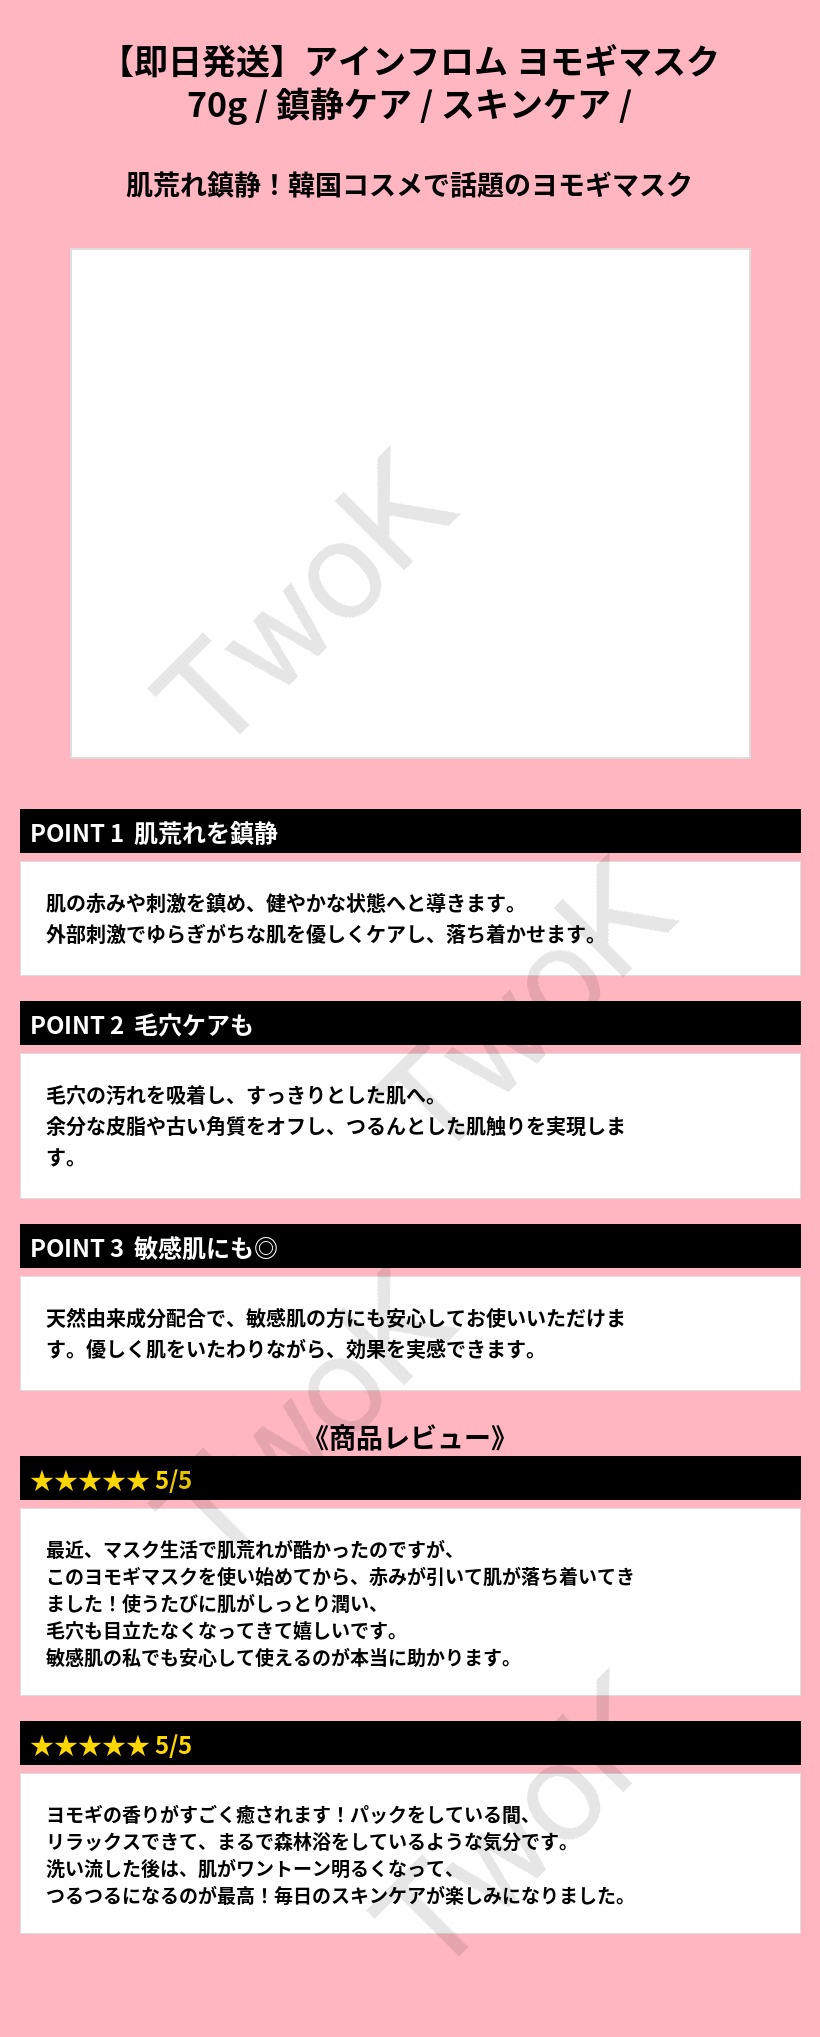 【即日発送】アインフロム ヨモギマスク
70g / 鎮静ケア / スキンケア /
肌荒れ鎮静！韓国コスメで話題のヨモギマスク
TwoK
POINT 1 肌荒れを鎮静
肌の赤みや刺激を鎮め、健やかな状態へと導きます。
外部刺激でゆらぎがちな肌を優しくケアし、落ち着かせます。
TwoK
POINT 2 毛穴ケアも
毛穴の汚れを吸着し、すっきりとした肌へ。
余分な皮脂や古い角質をオフし、つるんとした肌触りを実現しま
す。
POINT 3 敏感肌にも◎
天然由来成分配合で、敏感肌の方にも安心してお使いいただけま
す。優しく肌をいたわりながら、効果を実感できます。
TwoK
《商品レビュー》
★★★★★ 5/5
最近、マスク生活で肌荒れが酷かったのですが、
このヨモギマスクを使い始めてから、赤みが引いて肌が落ち着いてき
ました！使うたびに肌がしっとり潤い、
毛穴も目立たなくなってきて嬉しいです。
敏感肌の私でも安心して使えるのが本当に助かります。
★★★★★ 5/5
ヨモギの香りがすごく癒されます！パックをしている間、
リラックスできて、まるで森林浴をしているような気分です。
洗い流した後は、肌がワントーン明るくなって、
つるつるになるのが最高！毎日のスキンケアが楽しみになりました。
TwoK